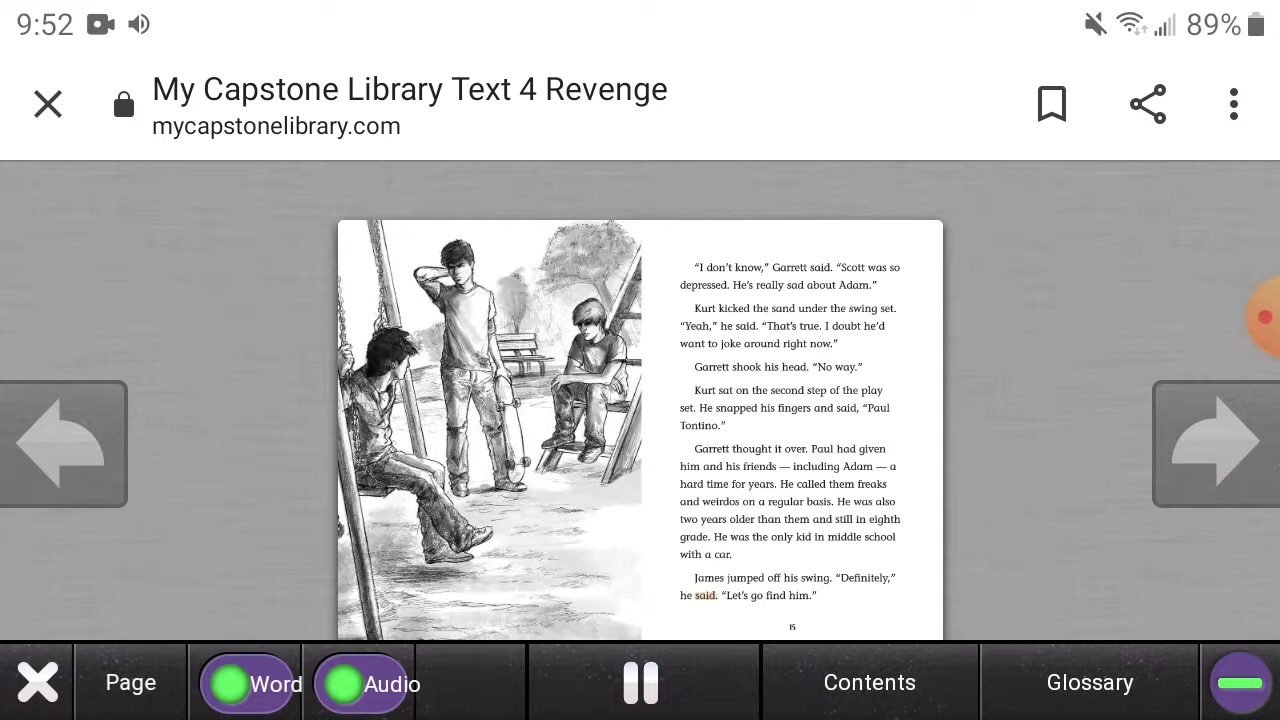 9:52 89%
My Capstone Library Text 4 Revenge
mycapstonelibrary.com
“I don’t know,” Garrett said. “Scott was so
depressed. He’s really sad about Adam.”
Kurt kicked the sand under the swing set.
“Yeah,” he said. “That’s true. I doubt he’d
want to joke around right now.”
Garrett shook his head. “No way.”
Kurt sat on the second step of the play
set. He snapped his fingers and said, “Paul
Tontino.”
Garrett thought it over. Paul had given
him and his friends — including Adam — a
hard time for years. He called them freaks
and weirdos on a regular basis. He was also
two years older than them and still in eighth
grade. He was the only kid in middle school
with a car.
James jumped off his swing. “Definitely,”
he said. “Let’s go find him.”
15
Page Word Audio Contents Glossary